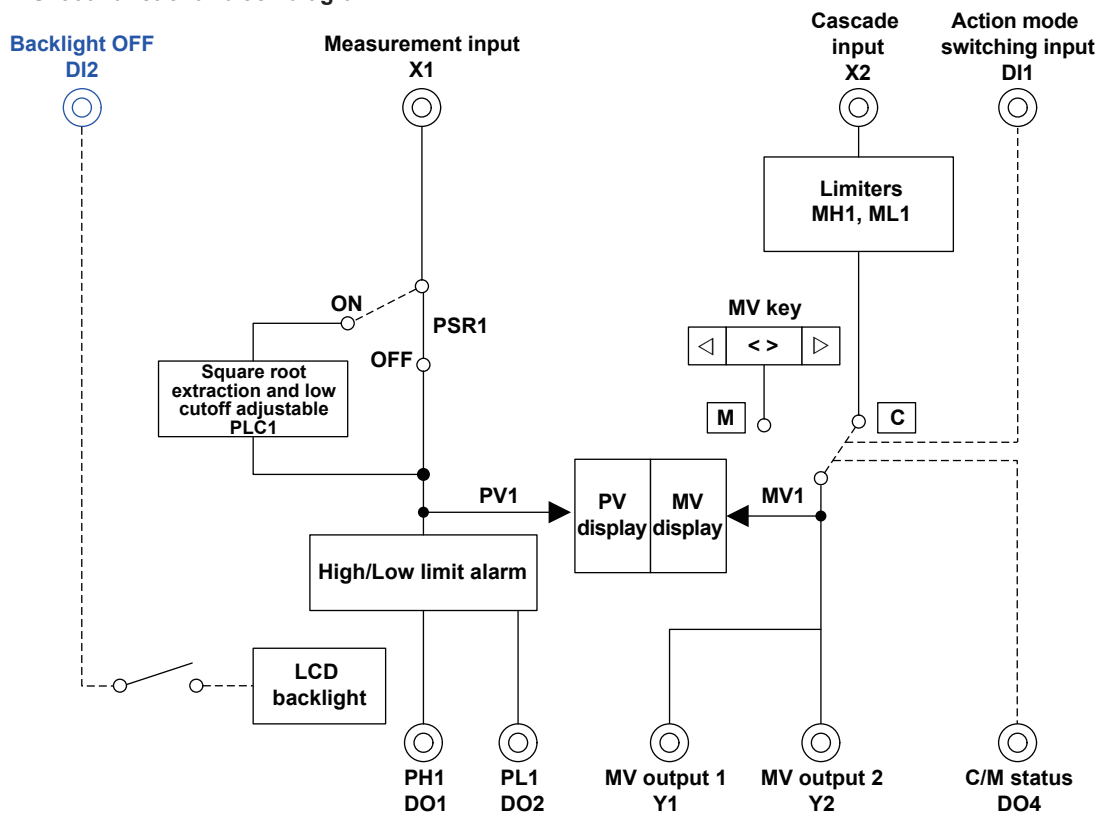 Backlight OFF
DI2
Measurement input
X1
Cascade
input
X2
Action mode
switching input
DI1
Limiters
MH1, ML1
ON
PSR1
OFF
MV key
◁ < > ▷
Square root
extraction and low
cutoff adjustable
PLC1
M
C
PV1
PV
display
MV
display
MV1
High/Low limit alarm
LCD
backlight
PH1
DO1
PL1
DO2
MV output 1
Y1
MV output 2
Y2
C/M status
DO4